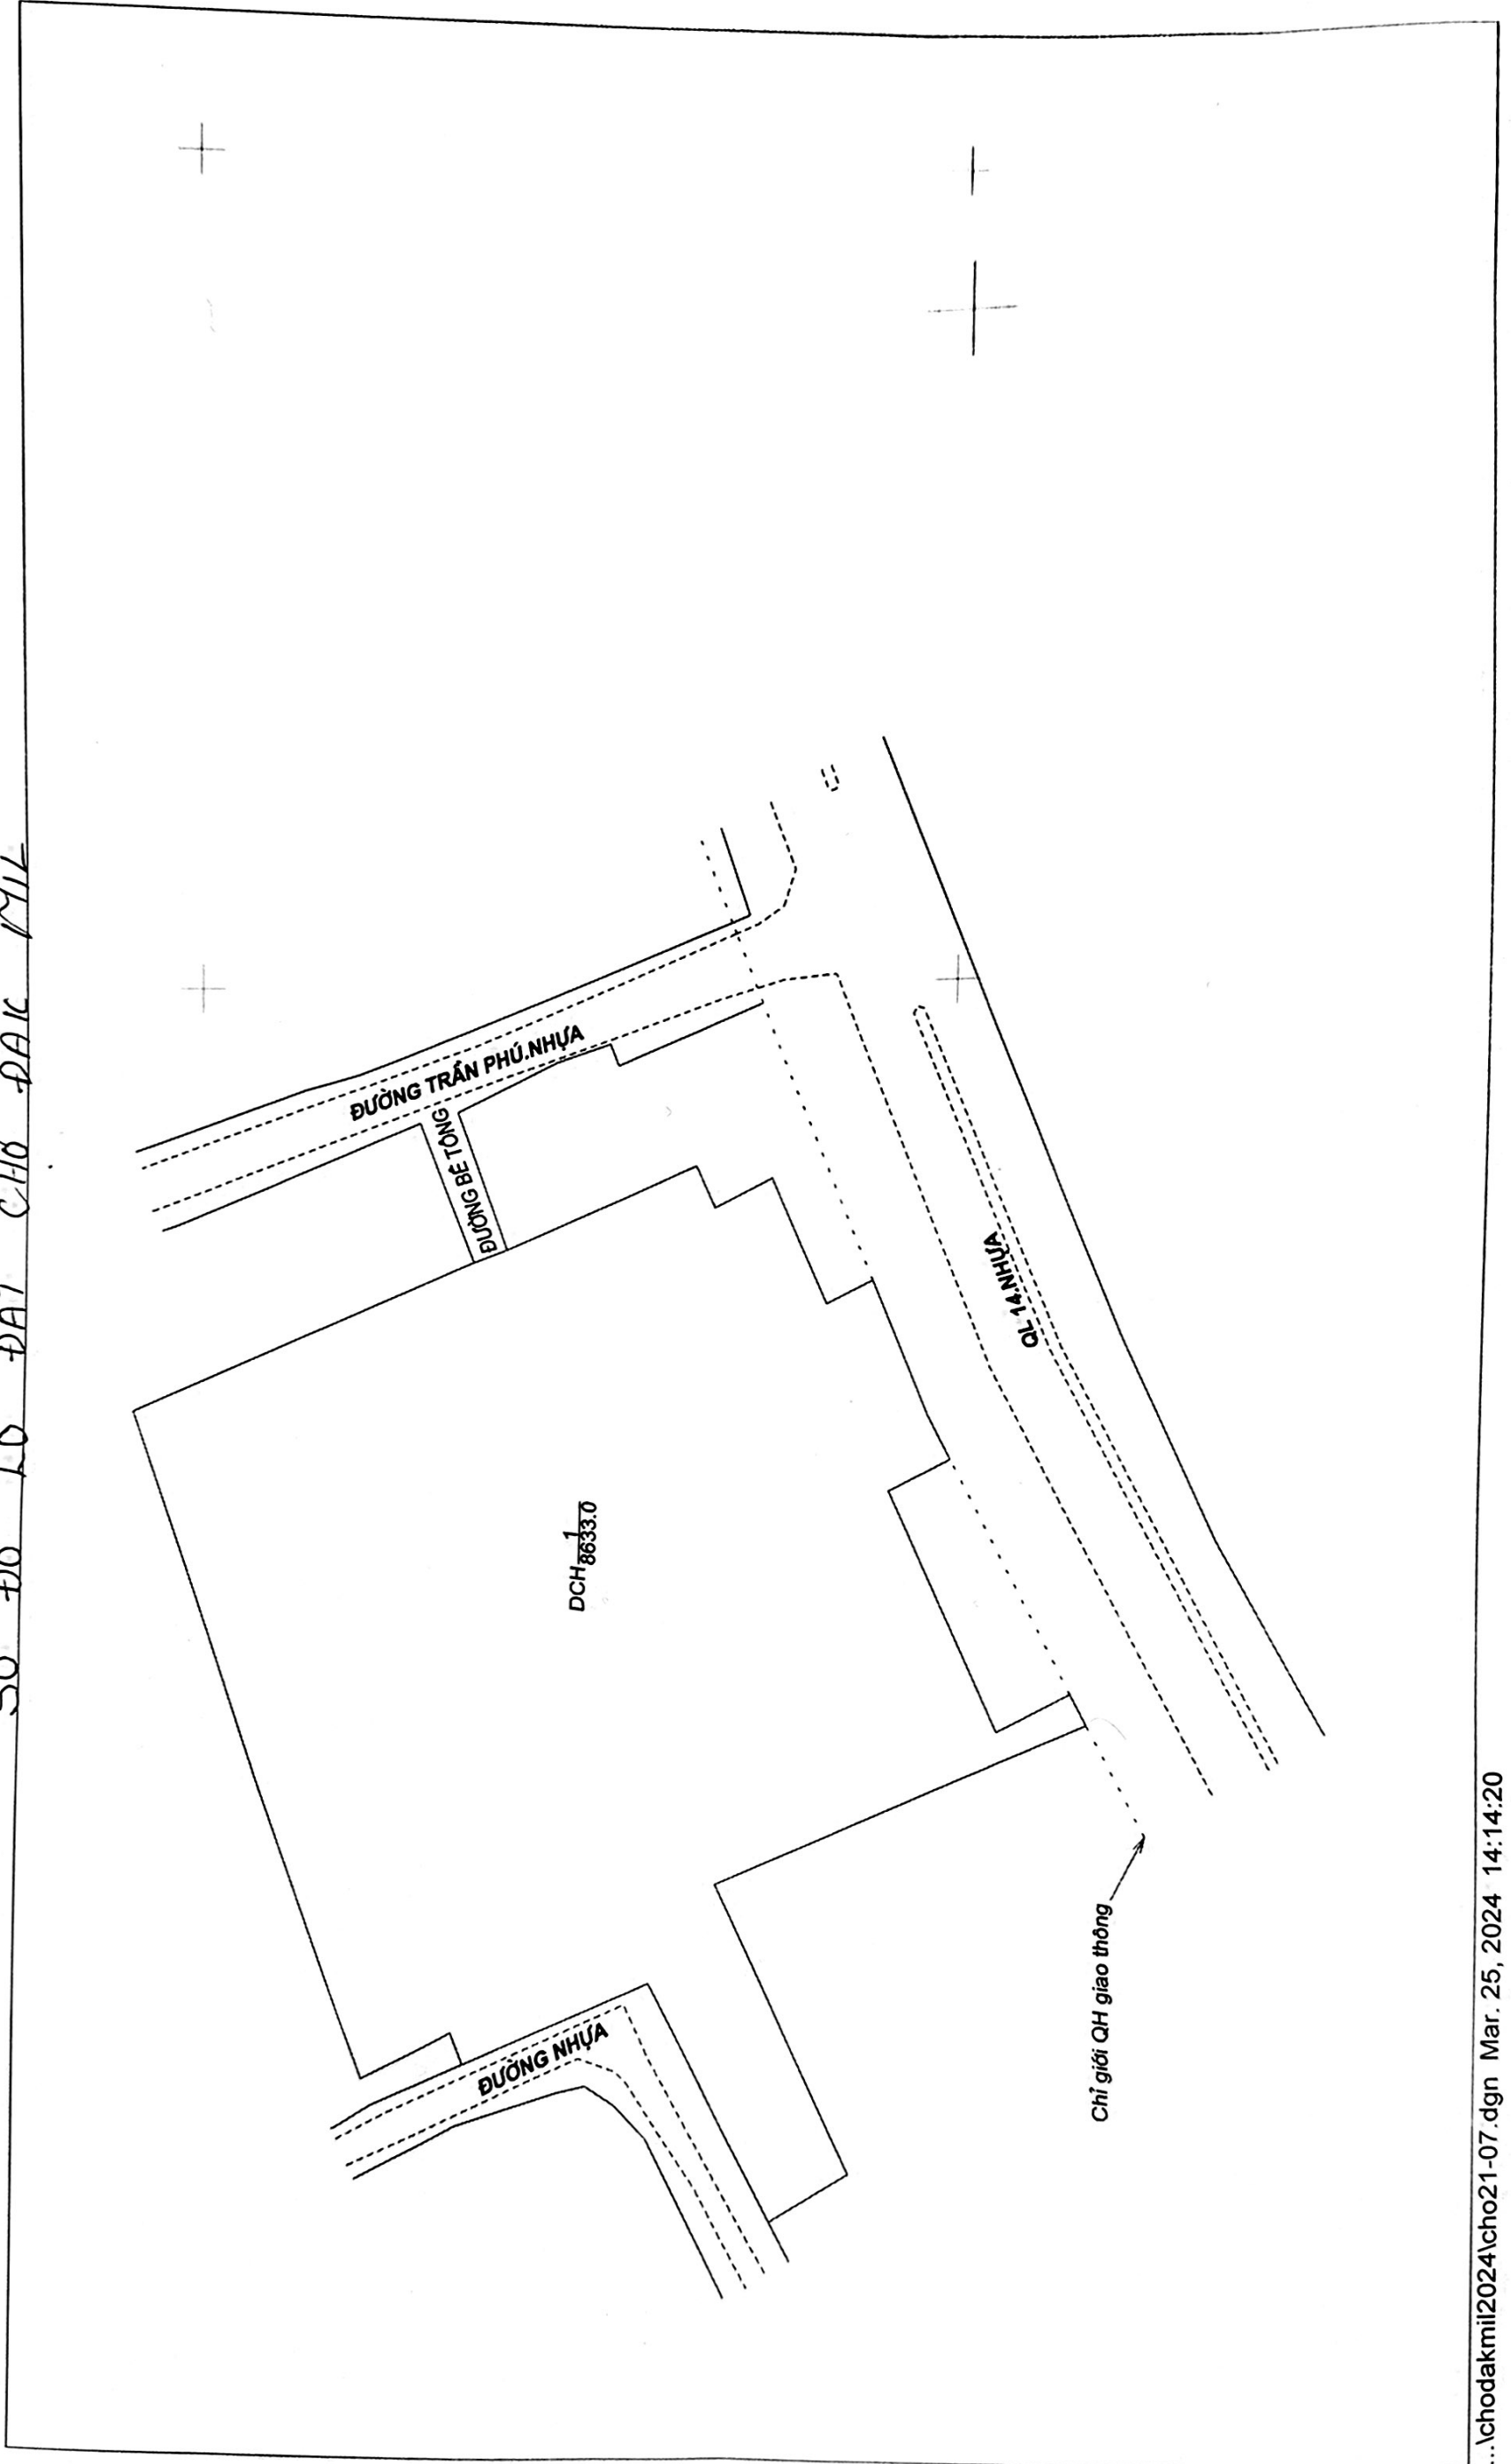 SƠ ĐỒ LÔ ĐẤT CHỢ ĐĂK MIL
ĐƯỜNG TRẦN PHÚ.NHỰA
ĐƯỜNG BÊ TÔNG
QL 14.NHỰA
DCH 1
8633.0
ĐƯỜNG NHỰA
Chỉ giới QH giao thông
...\chodakmil2024\cho21-07.dgn Mar. 25, 2024 14:14:20